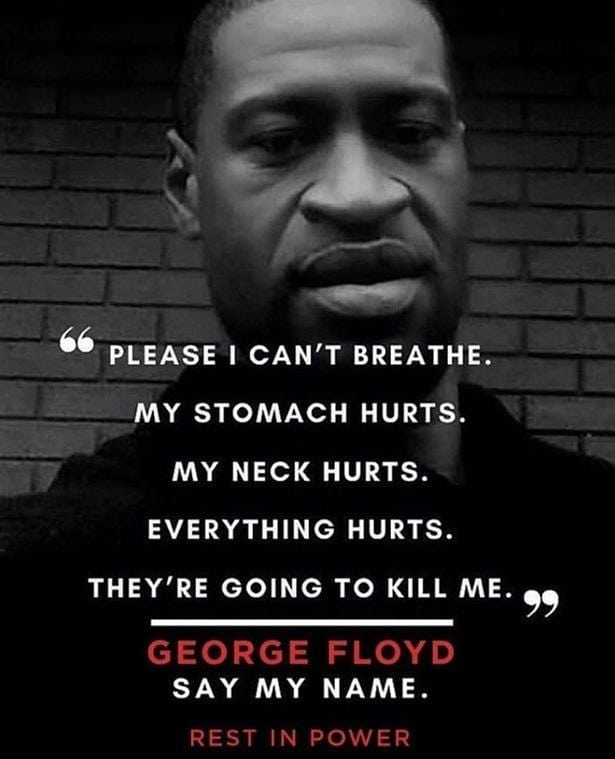 “ PLEASE I CAN’T BREATHE.
MY STOMACH HURTS.
MY NECK HURTS.
EVERYTHING HURTS.
THEY’RE GOING TO KILL ME. ”
GEORGE FLOYD
SAY MY NAME.
REST IN POWER